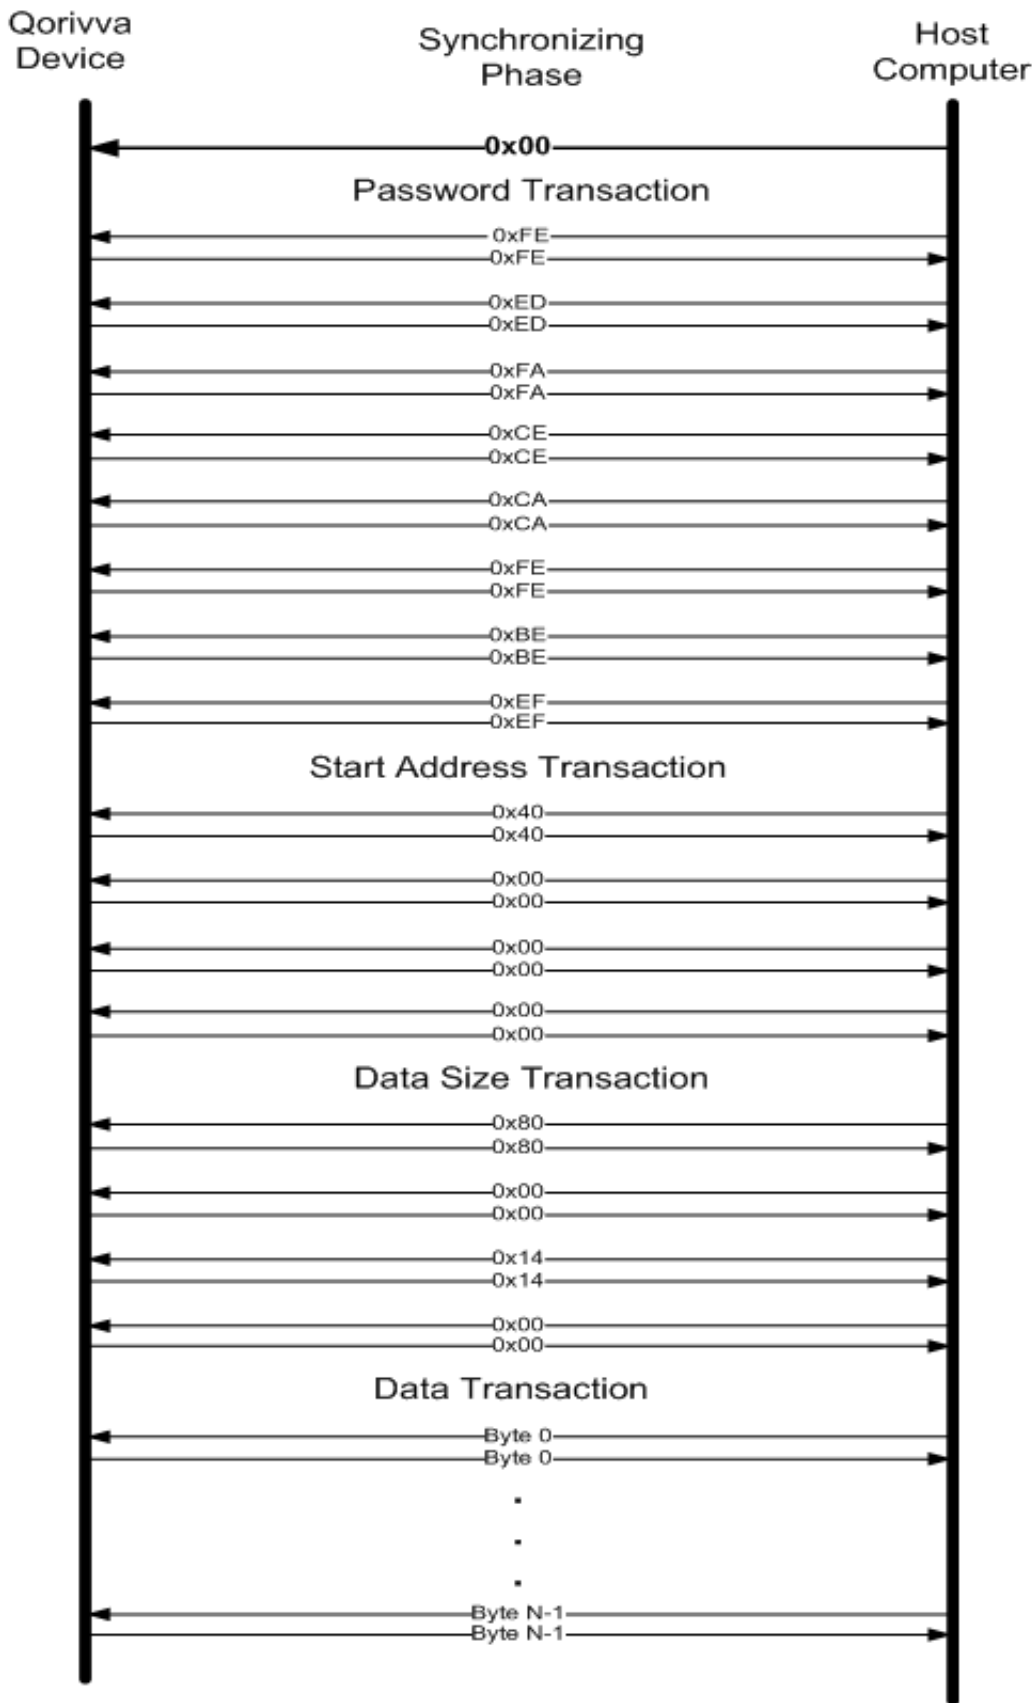 Qorivva
Device
Synchronizing
Phase
Host
Computer
0x00
Password Transaction
0xFE
0xFE
0xED
0xED
0xFA
0xFA
0xCE
0xCE
0xCA
0xCA
0xFE
0xFE
0xBE
0xBE
0xEF
0xEF
Start Address Transaction
0x40
0x40
0x00
0x00
0x00
0x00
0x00
0x00
Data Size Transaction
0x80
0x80
0x00
0x00
0x14
0x14
0x00
0x00
Data Transaction
Byte 0
Byte 0
.
.
.
Byte N-1
Byte N-1